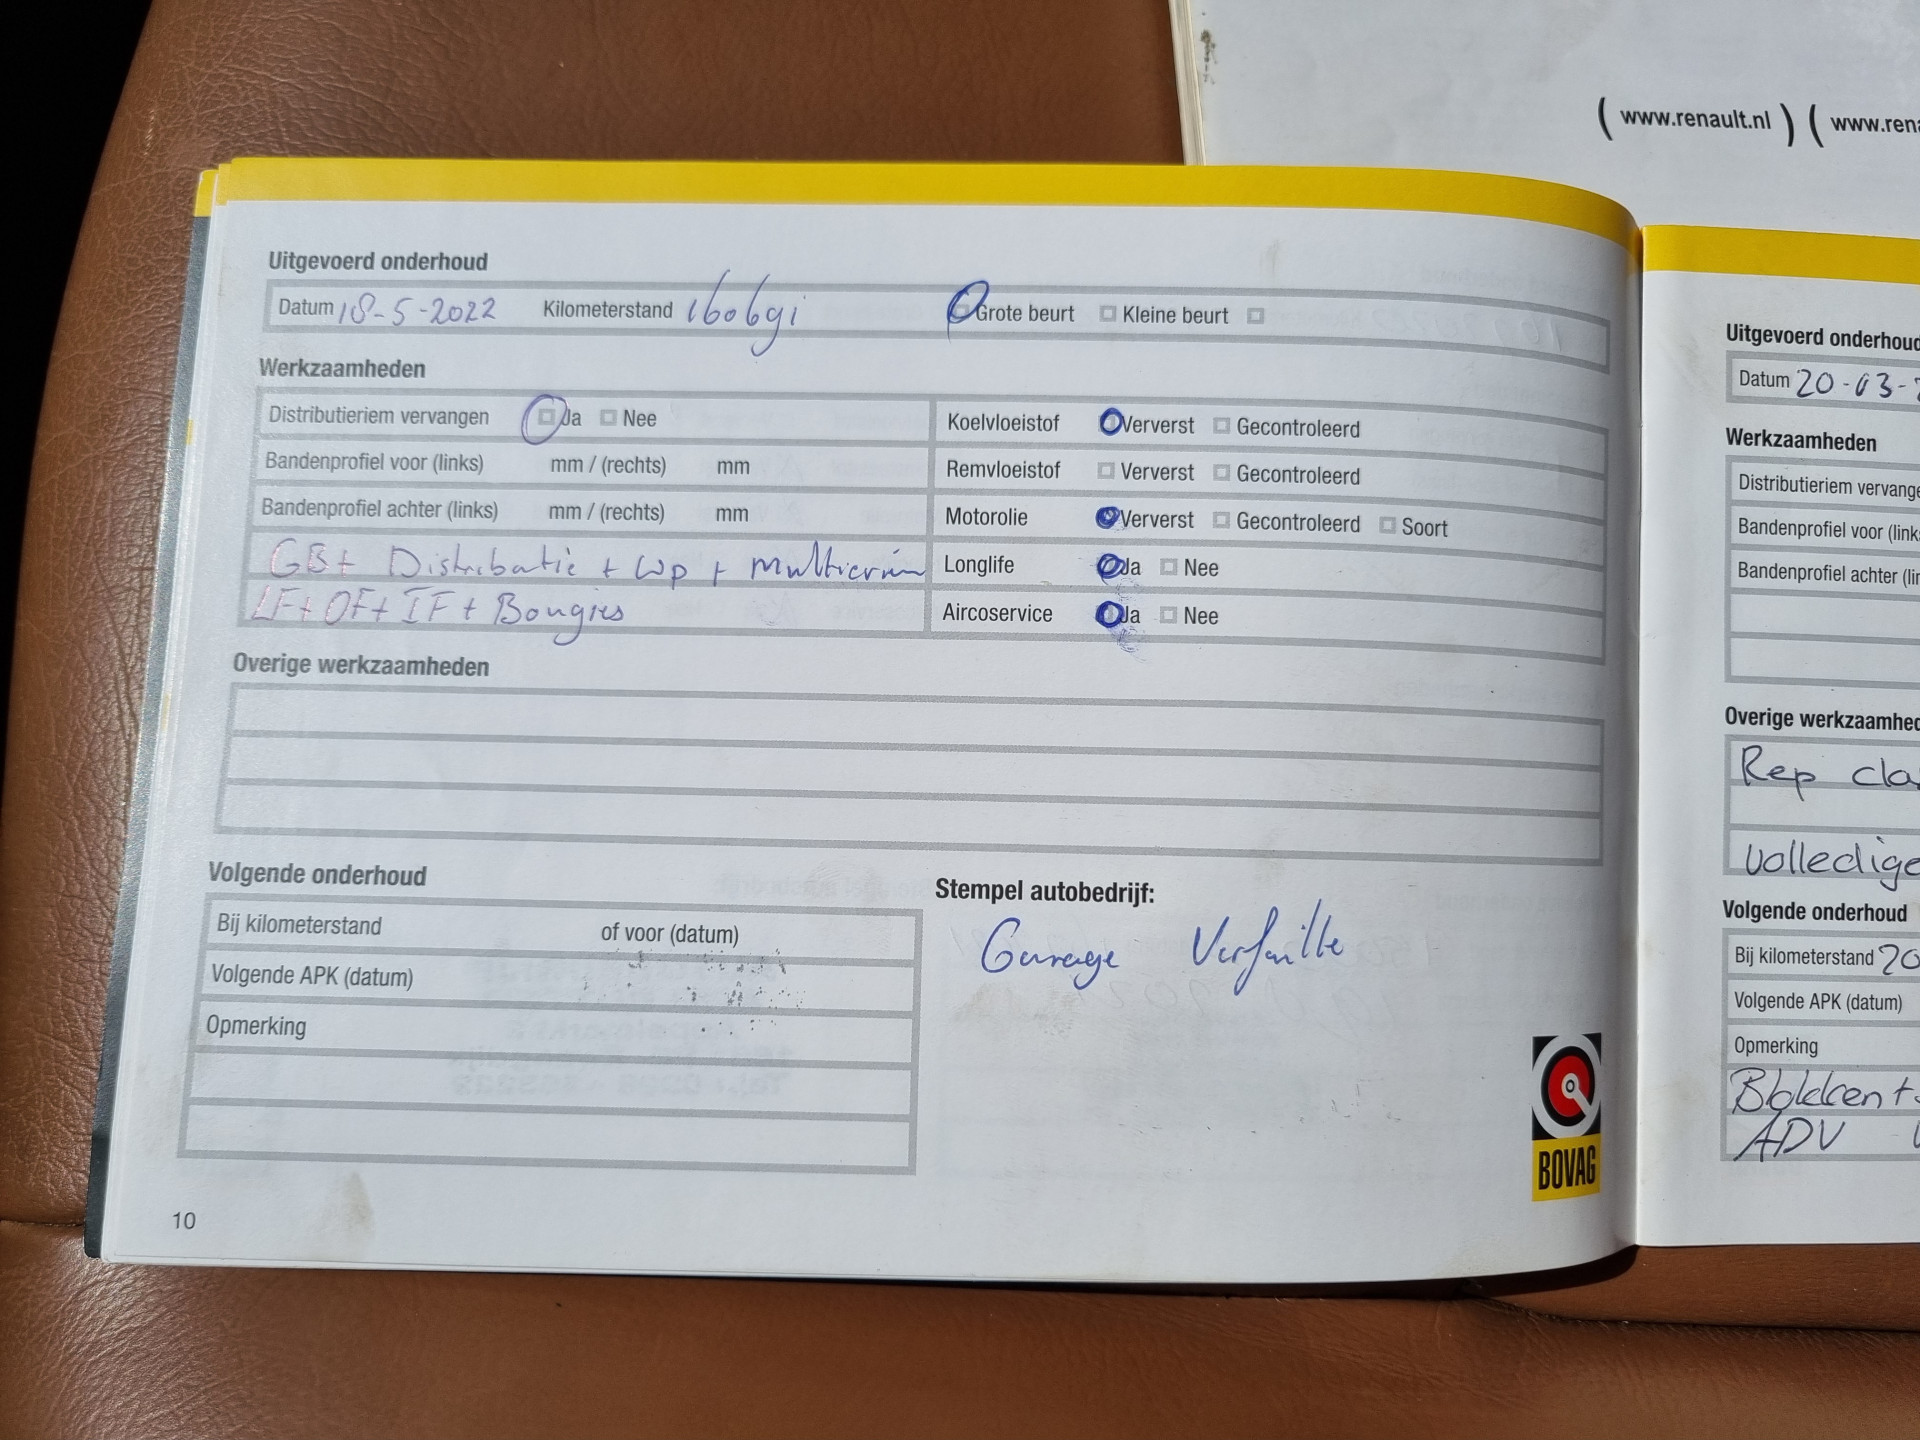 ( www.renault.nl ) ( www.rena
Uitgevoerd onderhoud
Datum 18-5-2022 Kilometerstand 160691 Grote beurt Kleine beurt
Werkzaamheden
Distributieriem vervangen Ja Nee
Bandenprofiel voor (links) mm / (rechts) mm
Bandenprofiel achter (links) mm / (rechts) mm
GB+ Distributie + wp + multiriem
LF+ OF+ IF + Bougies
Koelvloeistof Ververst Gecontroleerd
Remvloeistof Ververst Gecontroleerd
Motorolie Ververst Gecontroleerd Soort
Longlife Ja Nee
Aircoservice Ja Nee
Overige werkzaamheden
Volgende onderhoud
Bij kilometerstand of voor (datum)
Volgende APK (datum)
Opmerking
Stempel autobedrijf:
Garage Verfaillie
BOVAG
10
Uitgevoerd onderhoud
Datum 20-03-2
Werkzaamheden
Distributieriem vervange
Bandenprofiel voor (link
Bandenprofiel achter (lin
Overige werkzaamhed
Rep cla
volledige
Volgende onderhoud
Bij kilometerstand 20
Volgende APK (datum)
Opmerking
Blokken +
ADV